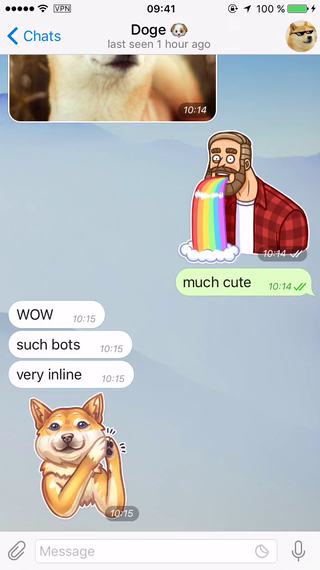 VPN 09:41 100 %
Chats Doge 🐶
last seen 1 hour ago
10:14
10:14
much cute 10:14
WOW 10:15
such bots 10:15
very inline 10:15
10:15
Message